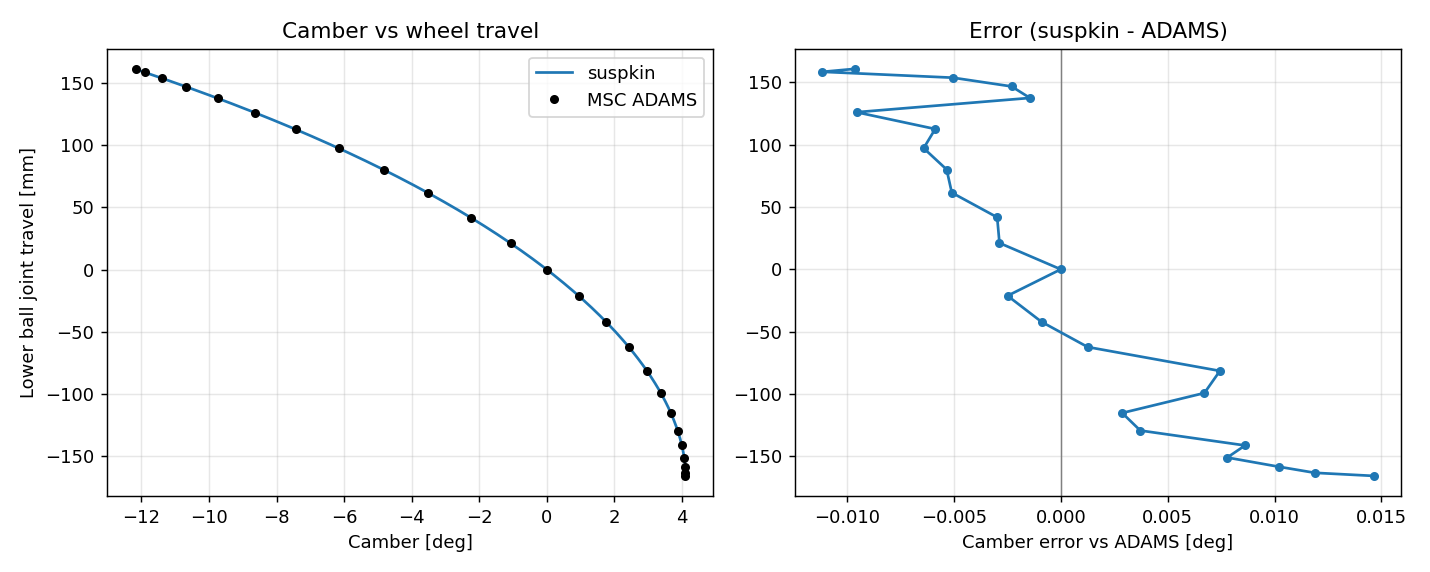 Camber vs wheel travel
Lower ball joint travel [mm]
150
100
50
0
−50
−100
−150
suspkin
MSC ADAMS
−12 −10 −8 −6 −4 −2 0 2 4
Camber [deg]
Error (suspkin - ADAMS)
150
100
50
0
−50
−100
−150
−0.010 −0.005 0.000 0.005 0.010 0.015
Camber error vs ADAMS [deg]